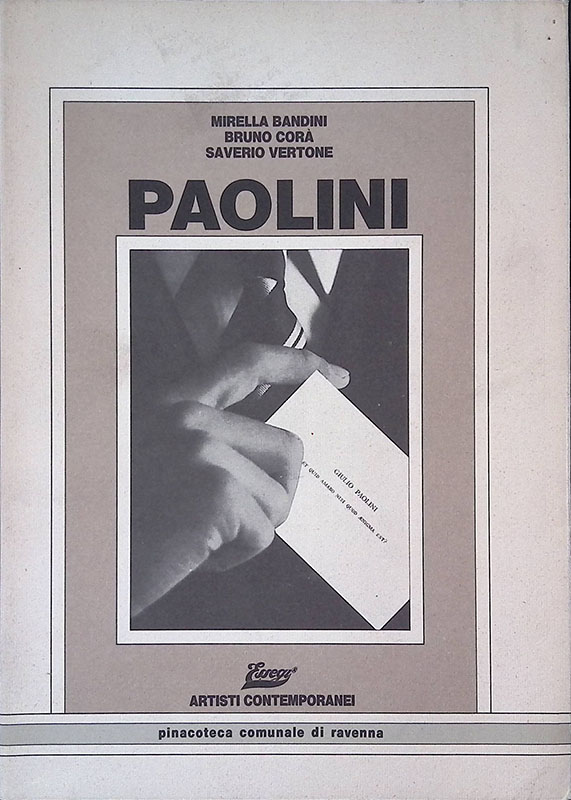 MIRELLA BANDINI
BRUNO CORÀ
SAVERIO VERTONE
PAOLINI
GIULIO PAOLINI
ET QUID AMABO NISI QUOD ÆNIGMA EST?
Essegi
ARTISTI CONTEMPORANEI
pinacoteca comunale di ravenna